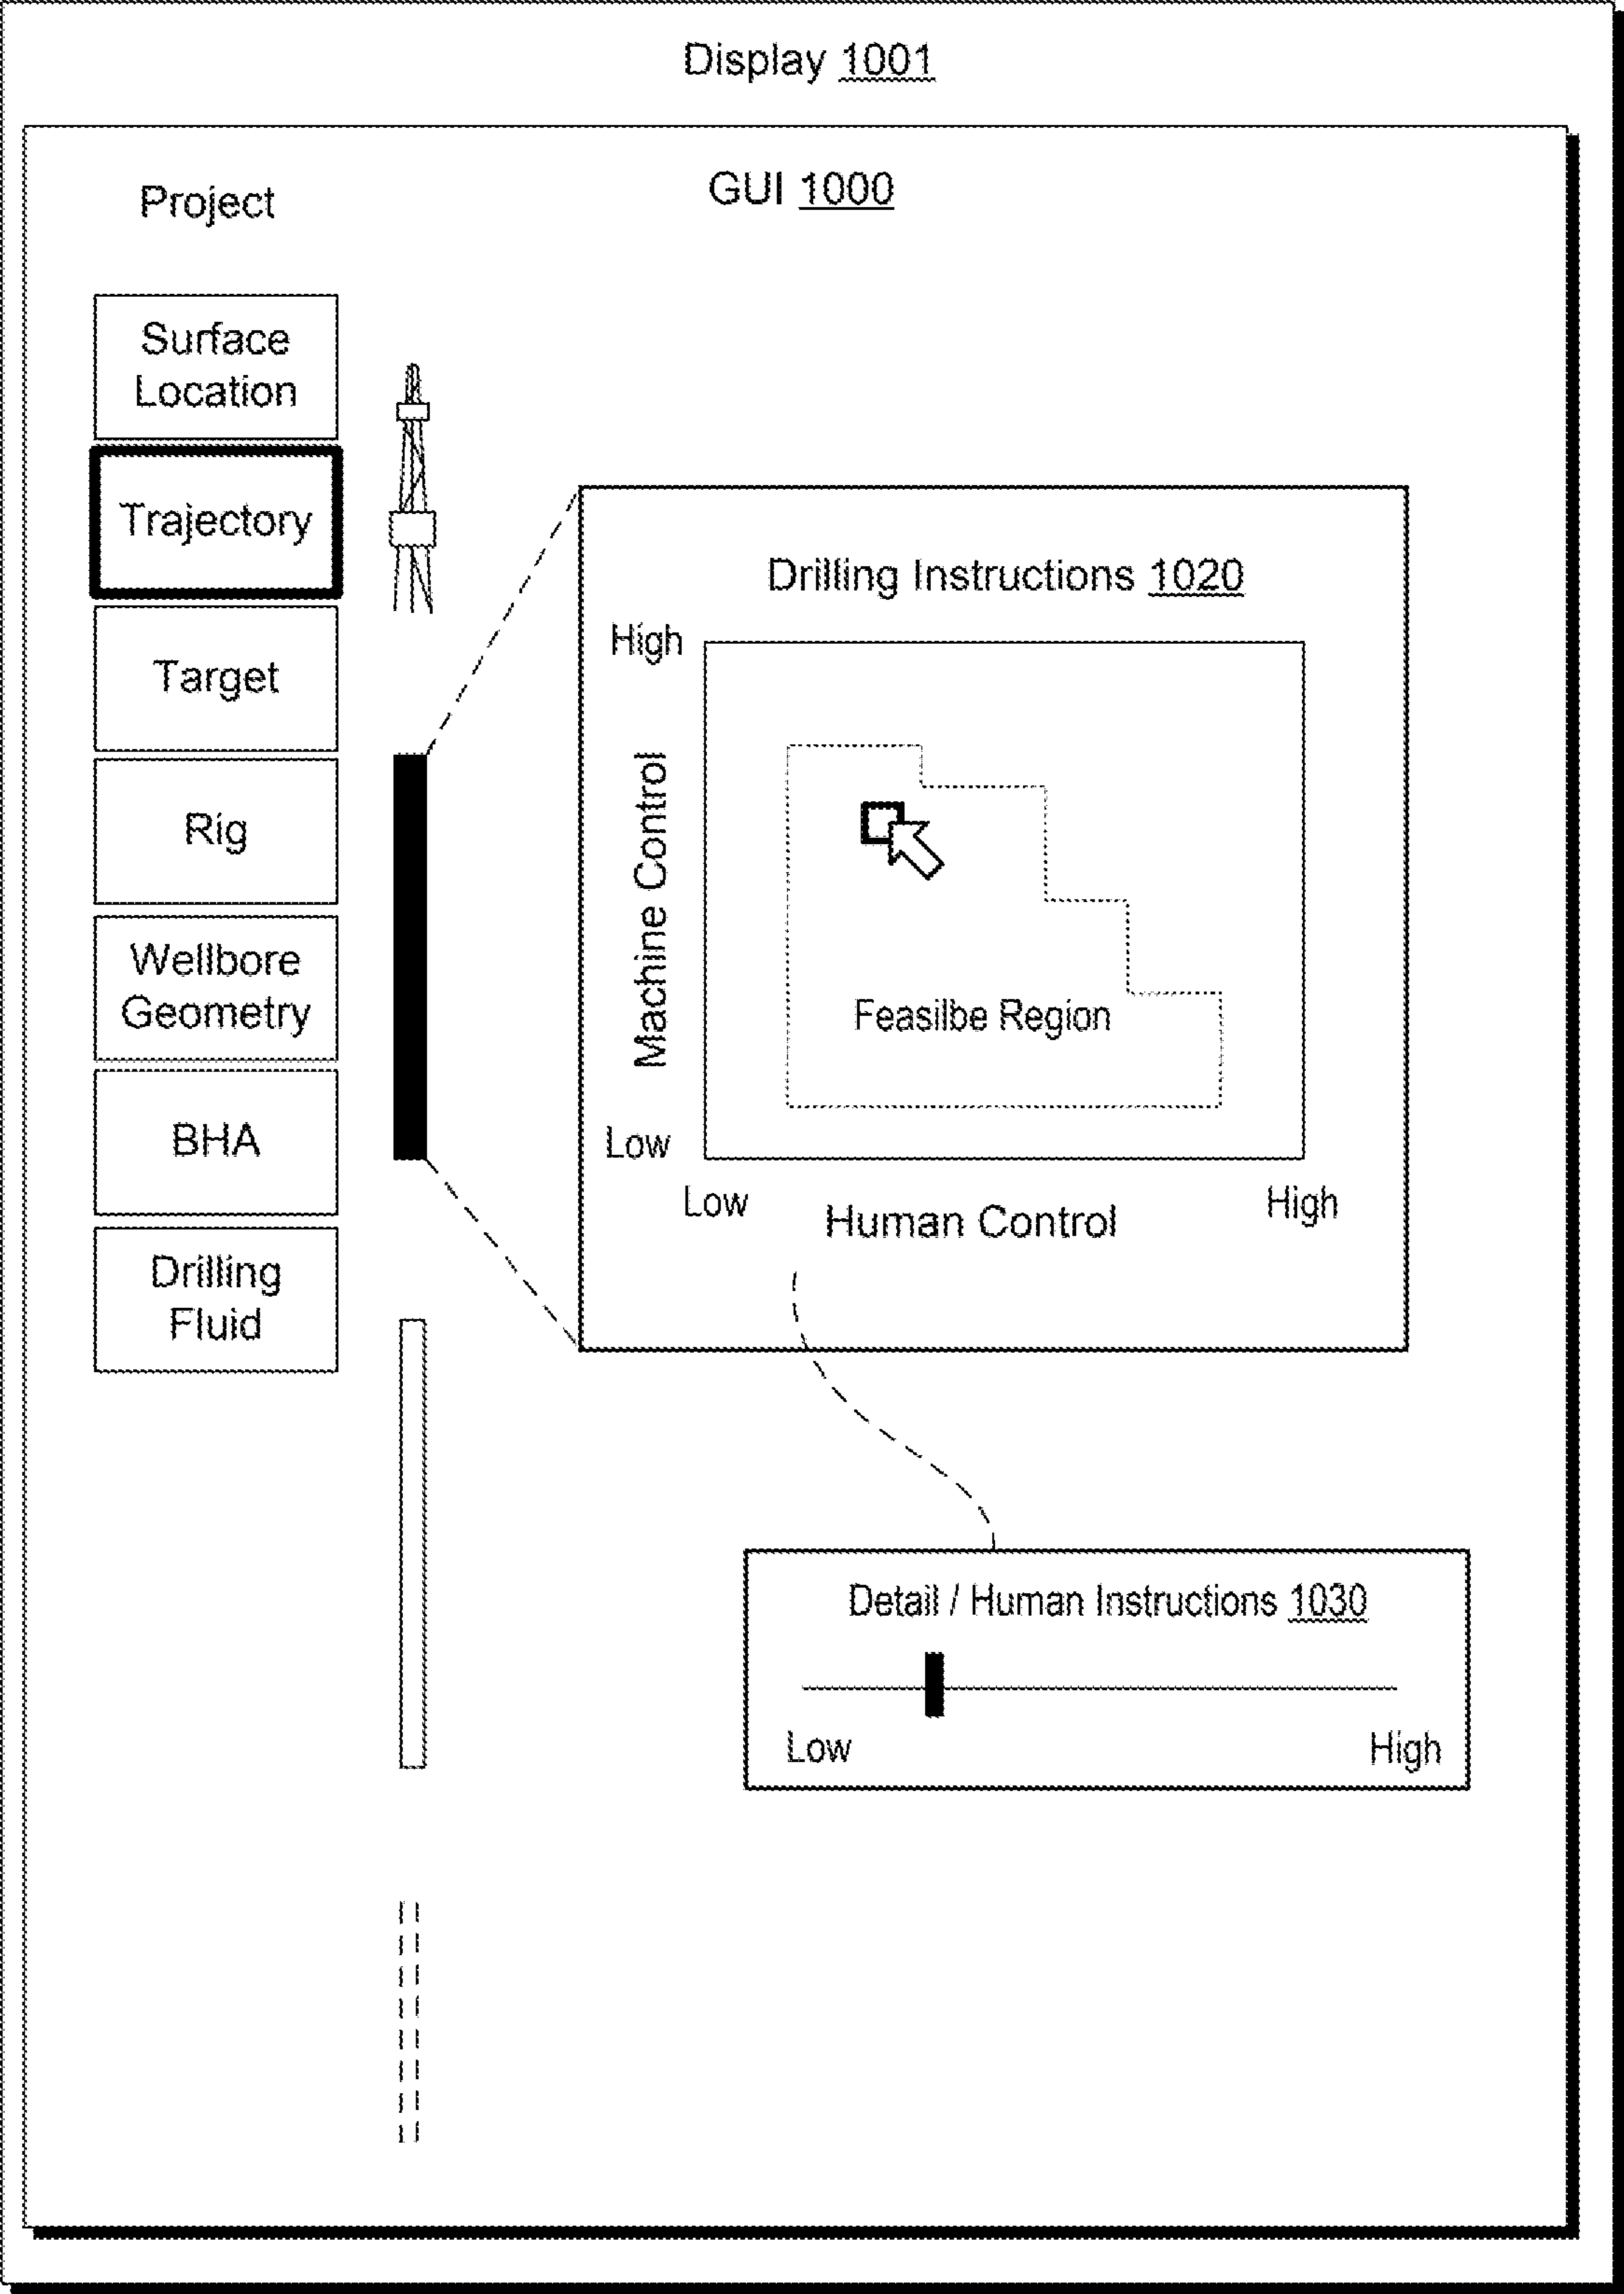 Display 1001
GUI 1000
Project
Surface
Location
Trajectory
Target
Rig
Wellbore
Geometry
BHA
Drilling
Fluid
Drilling Instructions 1020
High
Machine Control
Feasilbe Region
Low
Low
High
Human Control
Detail / Human Instructions 1030
Low
High